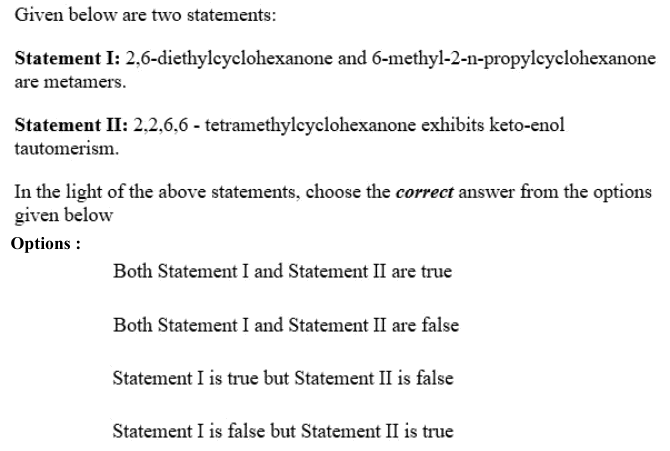 Given below are two statements:
Statement I: 2,6-diethylcyclohexanone and 6-methyl-2-n-propylcyclohexanone
are metamers.
Statement II: 2,2,6,6 - tetramethylcyclohexanone exhibits keto-enol
tautomerism.
In the light of the above statements, choose the correct answer from the options
given below
Options :
Both Statement I and Statement II are true
Both Statement I and Statement II are false
Statement I is true but Statement II is false
Statement I is false but Statement II is true